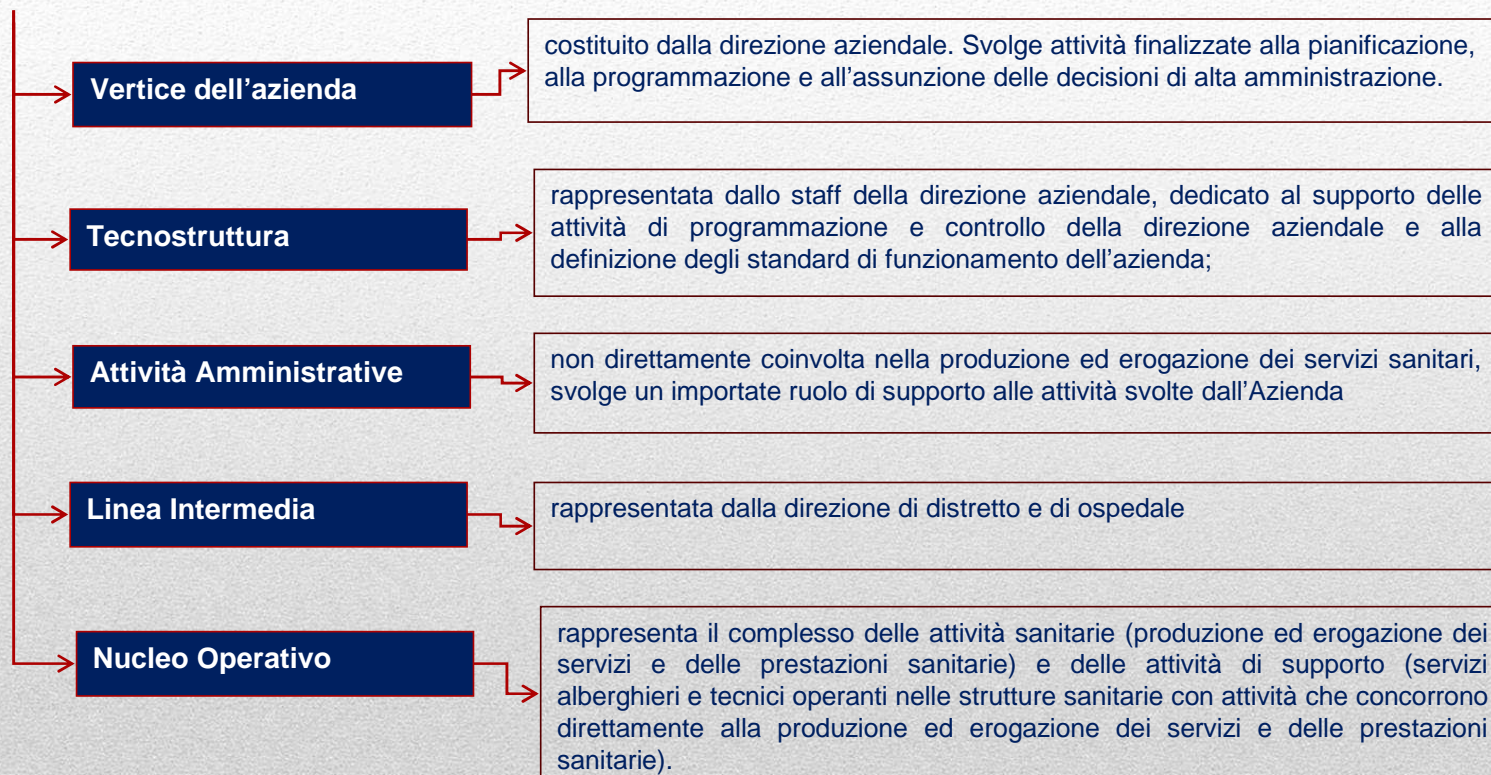 Vertice dell’azienda
costituito dalla direzione aziendale. Svolge attività finalizzate alla pianificazione,
alla programmazione e all’assunzione delle decisioni di alta amministrazione.
Tecnostruttura
rappresentata dallo staff della direzione aziendale, dedicato al supporto delle
attività di programmazione e controllo della direzione aziendale e alla
definizione degli standard di funzionamento dell’azienda;
Attività Amministrative
non direttamente coinvolta nella produzione ed erogazione dei servizi sanitari,
svolge un importate ruolo di supporto alle attività svolte dall’Azienda
Linea Intermedia
rappresentata dalla direzione di distretto e di ospedale
Nucleo Operativo
rappresenta il complesso delle attività sanitarie (produzione ed erogazione dei
servizi e delle prestazioni sanitarie) e delle attività di supporto (servizi
alberghieri e tecnici operanti nelle strutture sanitarie con attività che concorrono
direttamente alla produzione ed erogazione dei servizi e delle prestazioni
sanitarie).